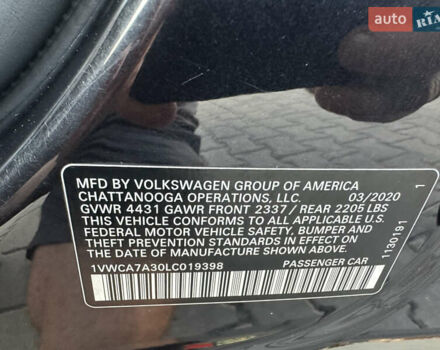 RIA
MFD BY VOLKSWAGEN GROUP OF AMERICA
CHATTANOOGA OPERATIONS, LLC. 03/2020
GVWR 4431 GAWR FRONT 2337 / REAR 2205 LBS
THIS VEHICLE CONFORMS TO ALL APPLICABLE U.S.
FEDERAL MOTOR VEHICLE SAFETY, BUMPER, AND
THEFT PREVENTION STANDARDS IN EFFECT ON
THE DATE OF MANUFACTURE SHOWN ABOVE.
1VWCA7A30LC019398 PASSENGER CAR
1130191
1